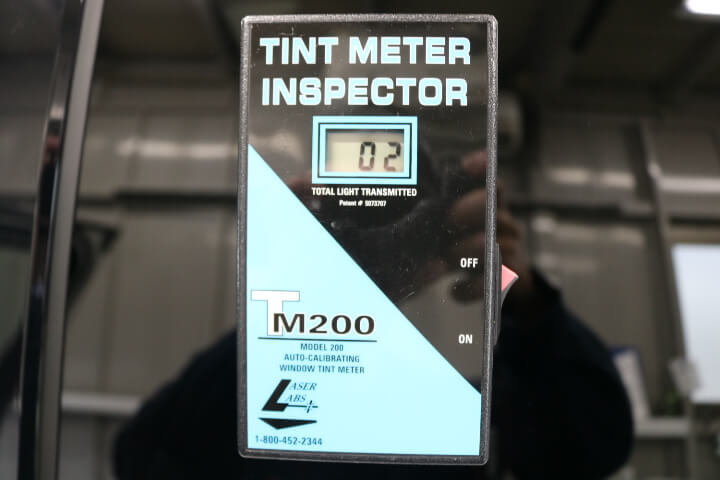 TINT METER
INSPECTOR
02
TOTAL LIGHT TRANSMITTED
Patent # 5073707
OFF
ON
TM200
MODEL 200
AUTO-CALIBRATING
WINDOW TINT METER
LASER
LABS
1-800-452-2344